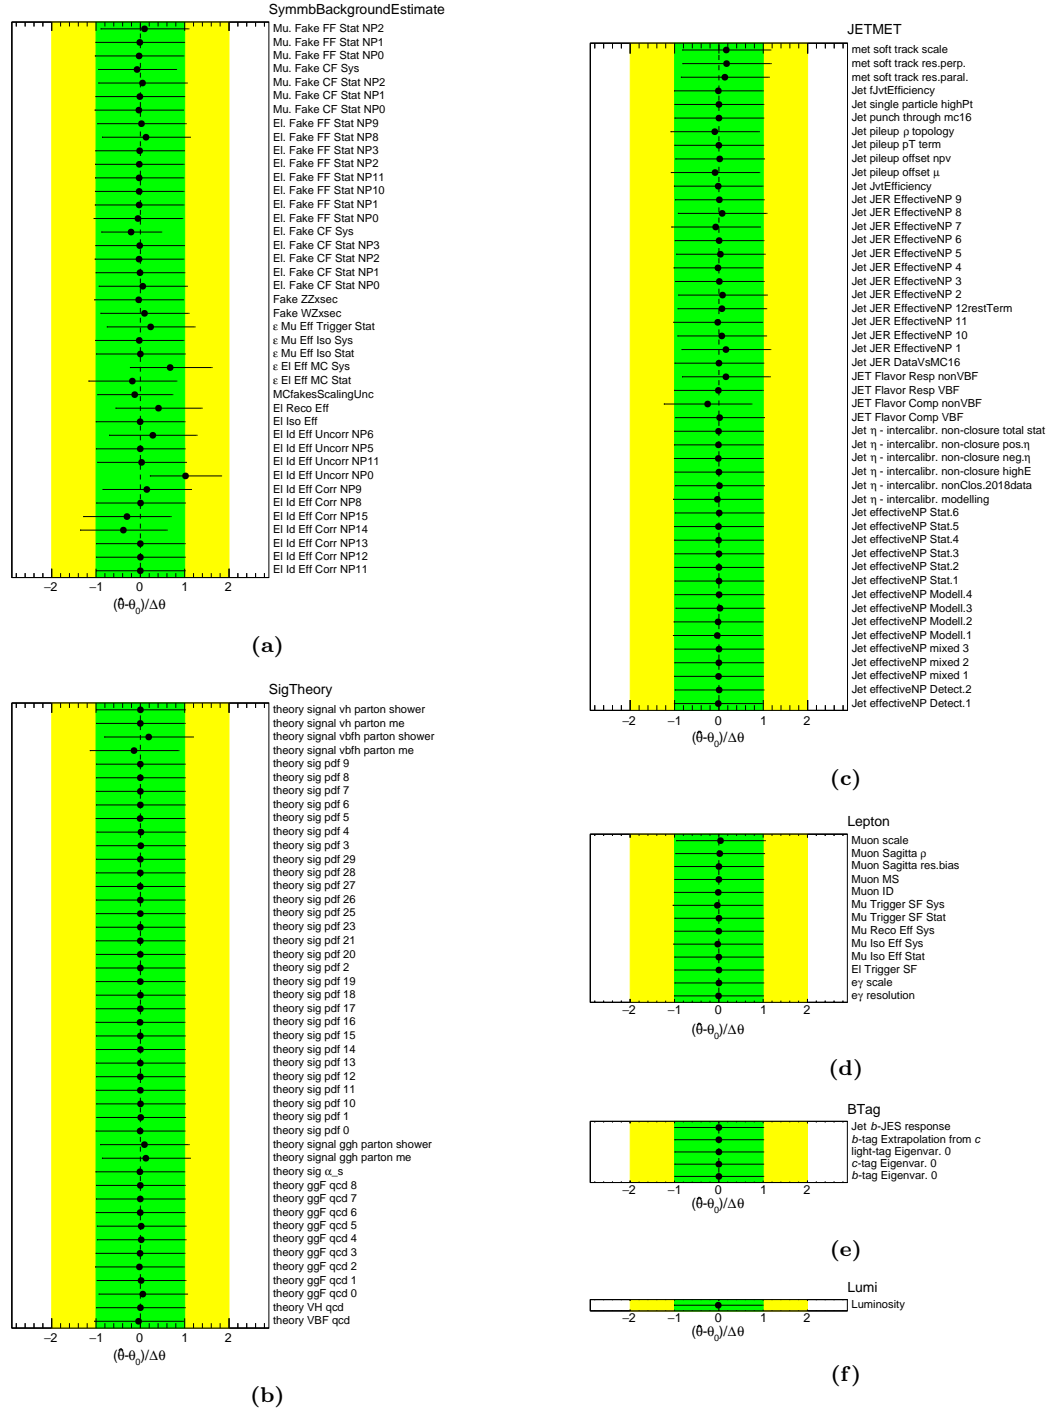 SymmbBackgroundEstimate
Mu. Fake FF Stat NP2
Mu. Fake FF Stat NP1
Mu. Fake FF Stat NP0
Mu. Fake CF Sys
Mu. Fake CF Stat NP2
Mu. Fake CF Stat NP1
Mu. Fake CF Stat NP0
El. Fake FF Stat NP9
El. Fake FF Stat NP8
El. Fake FF Stat NP3
El. Fake FF Stat NP2
El. Fake FF Stat NP11
El. Fake FF Stat NP10
El. Fake FF Stat NP1
El. Fake FF Stat NP0
El. Fake CF Sys
El. Fake CF Stat NP3
El. Fake CF Stat NP2
El. Fake CF Stat NP1
El. Fake CF Stat NP0
Fake ZZxsec
Fake WZxsec
ε Mu Eff Trigger Stat
ε Mu Eff Iso Sys
ε Mu Eff Iso Stat
ε El Eff MC Sys
ε El Eff MC Stat
MCfakesScalingUnc
El Reco Eff
El Iso Eff
El Id Eff Uncorr NP6
El Id Eff Uncorr NP5
El Id Eff Uncorr NP11
El Id Eff Uncorr NP0
El Id Eff Corr NP9
El Id Eff Corr NP8
El Id Eff Corr NP15
El Id Eff Corr NP14
El Id Eff Corr NP13
El Id Eff Corr NP12
El Id Eff Corr NP11
−2 −1 0 1 2
(θ̂-θ₀)/Δθ
(a)
SigTheory
theory signal vh parton shower
theory signal vh parton me
theory signal vbfh parton shower
theory signal vbfh parton me
theory sig pdf 9
theory sig pdf 8
theory sig pdf 7
theory sig pdf 6
theory sig pdf 5
theory sig pdf 4
theory sig pdf 3
theory sig pdf 29
theory sig pdf 28
theory sig pdf 27
theory sig pdf 26
theory sig pdf 25
theory sig pdf 23
theory sig pdf 21
theory sig pdf 20
theory sig pdf 2
theory sig pdf 19
theory sig pdf 18
theory sig pdf 17
theory sig pdf 16
theory sig pdf 15
theory sig pdf 14
theory sig pdf 13
theory sig pdf 12
theory sig pdf 11
theory sig pdf 10
theory sig pdf 1
theory sig pdf 0
theory signal ggh parton shower
theory signal ggh parton me
theory sig α_s
theory ggF qcd 8
theory ggF qcd 7
theory ggF qcd 6
theory ggF qcd 5
theory ggF qcd 4
theory ggF qcd 3
theory ggF qcd 2
theory ggF qcd 1
theory ggF qcd 0
theory VH qcd
theory VBF qcd
−2 −1 0 1 2
(θ̂-θ₀)/Δθ
(b)
JETMET
met soft track scale
met soft track res.perp.
met soft track res.paral.
Jet fJvtEfficiency
Jet single particle highPt
Jet punch through mc16
Jet pileup ρ topology
Jet pileup pT term
Jet pileup offset npv
Jet pileup offset μ
Jet JvtEfficiency
Jet JER EffectiveNP 9
Jet JER EffectiveNP 8
Jet JER EffectiveNP 7
Jet JER EffectiveNP 6
Jet JER EffectiveNP 5
Jet JER EffectiveNP 4
Jet JER EffectiveNP 3
Jet JER EffectiveNP 2
Jet JER EffectiveNP 12restTerm
Jet JER EffectiveNP 11
Jet JER EffectiveNP 10
Jet JER EffectiveNP 1
Jet JER DataVsMC16
JET Flavor Resp nonVBF
JET Flavor Resp VBF
JET Flavor Comp nonVBF
JET Flavor Comp VBF
Jet η - intercalibr. non-closure total stat
Jet η - intercalibr. non-closure pos.η
Jet η - intercalibr. non-closure neg.η
Jet η - intercalibr. non-closure highE
Jet η - intercalibr. nonClos.2018data
Jet η - intercalibr. modelling
Jet effectiveNP Stat.6
Jet effectiveNP Stat.5
Jet effectiveNP Stat.4
Jet effectiveNP Stat.3
Jet effectiveNP Stat.2
Jet effectiveNP Stat.1
Jet effectiveNP Modell.4
Jet effectiveNP Modell.3
Jet effectiveNP Modell.2
Jet effectiveNP Modell.1
Jet effectiveNP mixed 3
Jet effectiveNP mixed 2
Jet effectiveNP mixed 1
Jet effectiveNP Detect.2
Jet effectiveNP Detect.1
−2 −1 0 1 2
(θ̂-θ₀)/Δθ
(c)
Lepton
Muon scale
Muon Sagitta ρ
Muon Sagitta res.bias
Muon MS
Muon ID
Mu Trigger SF Sys
Mu Trigger SF Stat
Mu Reco Eff Sys
Mu Iso Eff Sys
Mu Iso Eff Stat
El Trigger SF
eγ scale
eγ resolution
−2 −1 0 1 2
(θ̂-θ₀)/Δθ
(d)
BTag
Jet b-JES response
b-tag Extrapolation from c
light-tag Eigenvar. 0
c-tag Eigenvar. 0
b-tag Eigenvar. 0
−2 −1 0 1 2
(θ̂-θ₀)/Δθ
(e)
Lumi
Luminosity
−2 −1 0 1 2
(θ̂-θ₀)/Δθ
(f)